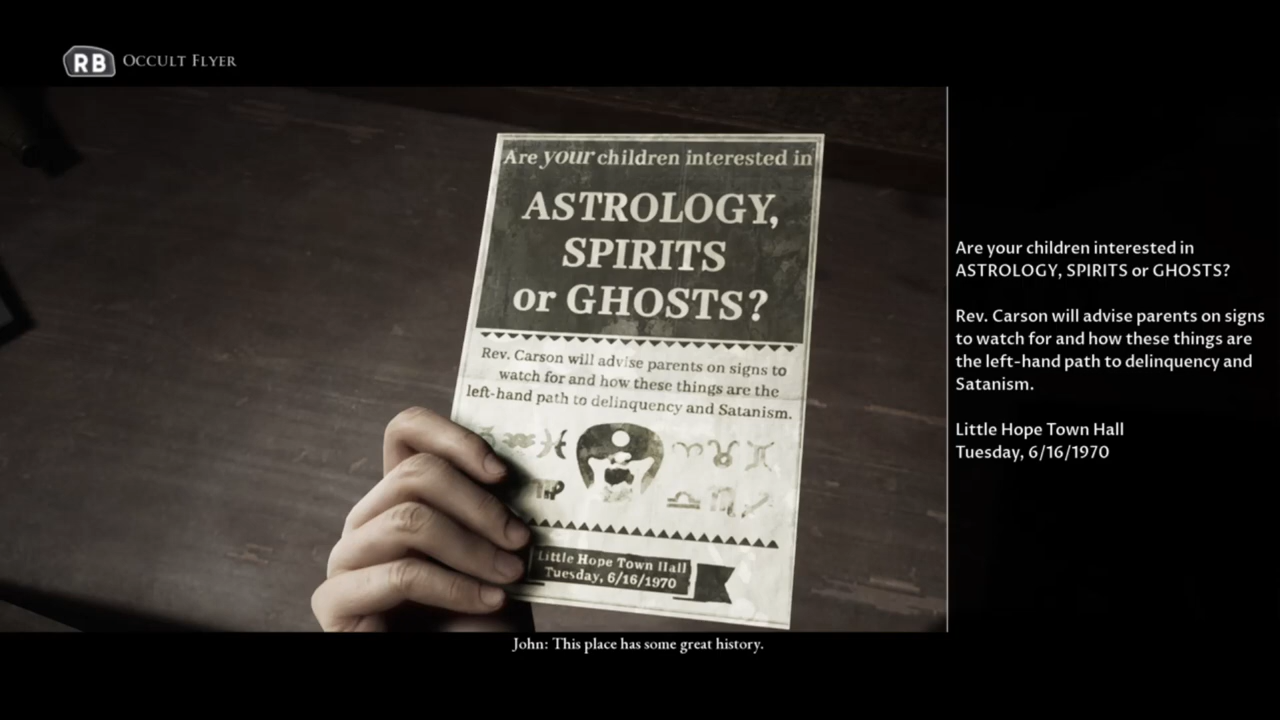 RB OCCULT FLYER
Are your children interested in
ASTROLOGY,
SPIRITS
or GHOSTS?
Rev. Carson will advise parents on signs to
watch for and how these things are the
left-hand path to delinquency and Satanism.
Little Hope Town Hall
Tuesday, 6/16/1970
Are your children interested in
ASTROLOGY, SPIRITS or GHOSTS?
Rev. Carson will advise parents on signs
to watch for and how these things are
the left-hand path to delinquency and
Satanism.
Little Hope Town Hall
Tuesday, 6/16/1970
John: This place has some great history.